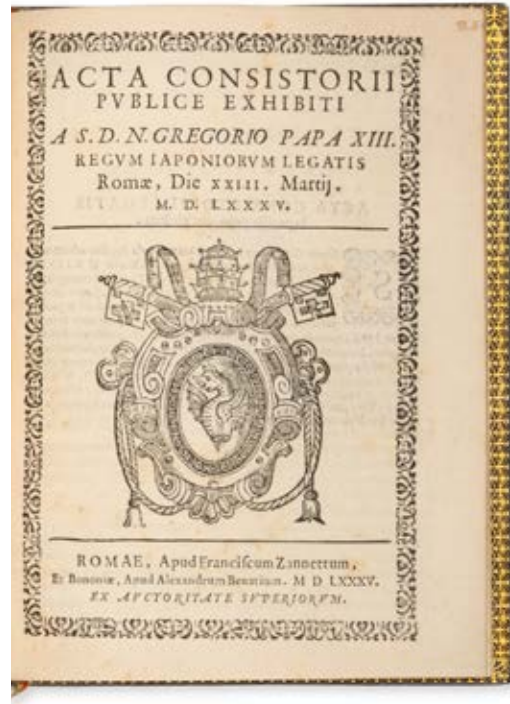 ACTA CONSISTORII
PVBLICE EXHIBITI
A S. D. N. GREGORIO PAPA XIII.
REGVM IAPONIORVM LEGATIS
Romæ, Die XXIII. Martij.
M. D. LXXXV.
ROMAE, Apud Franciſcum Zannettum,
Et Bononiæ, Apud Alexandrum Benatium. M D LXXXV.
EX AVCTORITATE SVPERIORVM.